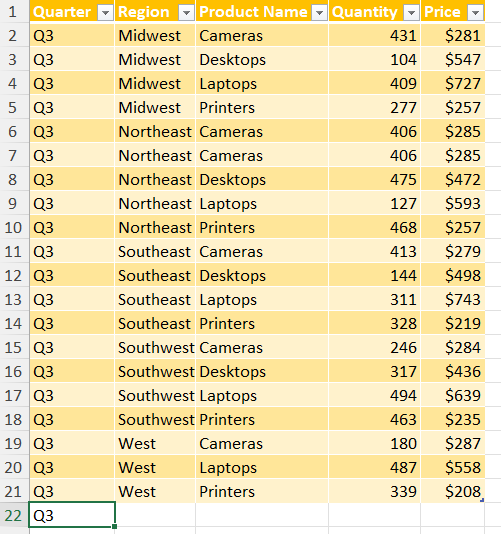 1 Quarter Region Product Name Quantity Price
2 Q3 Midwest Cameras 431 $281
3 Q3 Midwest Desktops 104 $547
4 Q3 Midwest Laptops 409 $727
5 Q3 Midwest Printers 277 $257
6 Q3 Northeast Cameras 406 $285
7 Q3 Northeast Cameras 406 $285
8 Q3 Northeast Desktops 475 $472
9 Q3 Northeast Laptops 127 $593
10 Q3 Northeast Printers 468 $257
11 Q3 Southeast Cameras 413 $279
12 Q3 Southeast Desktops 144 $498
13 Q3 Southeast Laptops 311 $743
14 Q3 Southeast Printers 328 $219
15 Q3 Southwest Cameras 246 $284
16 Q3 Southwest Desktops 317 $436
17 Q3 Southwest Laptops 494 $639
18 Q3 Southwest Printers 463 $235
19 Q3 West Cameras 180 $287
20 Q3 West Laptops 487 $558
21 Q3 West Printers 339 $208
22 Q3